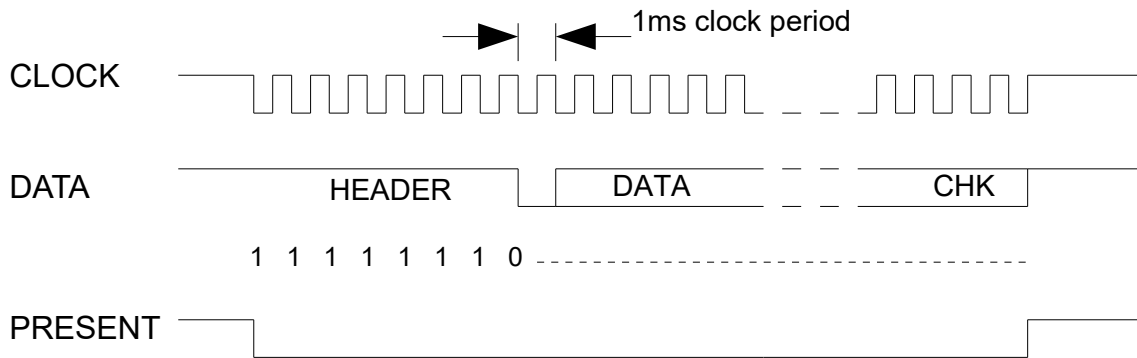 1ms clock period
CLOCK
DATA HEADER DATA CHK
1 1 1 1 1 1 1 0
PRESENT